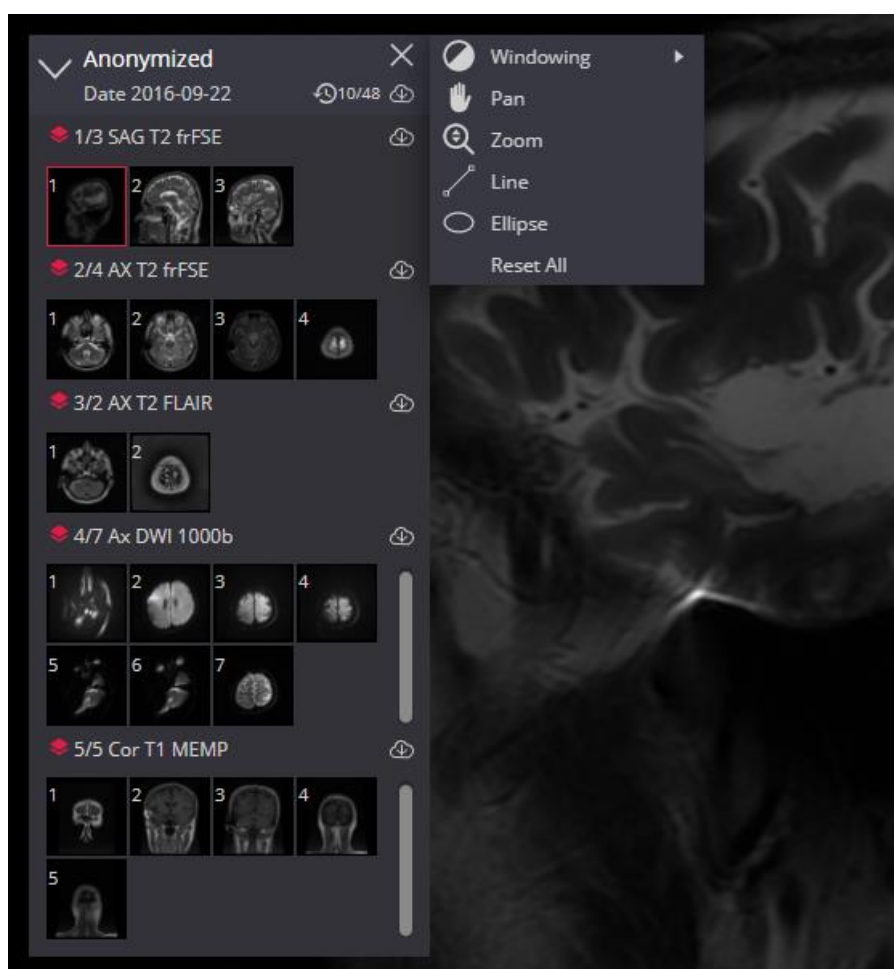 Anonymized
Date 2016-09-22 10/48
1/3 SAG T2 frFSE
1 2 3
2/4 AX T2 frFSE
1 2 3 4
3/2 AX T2 FLAIR
1 2
4/7 Ax DWI 1000b
1 2 3 4
5 6 7
5/5 Cor T1 MEMP
1 2 3 4
5
Windowing
Pan
Zoom
Line
Ellipse
Reset All